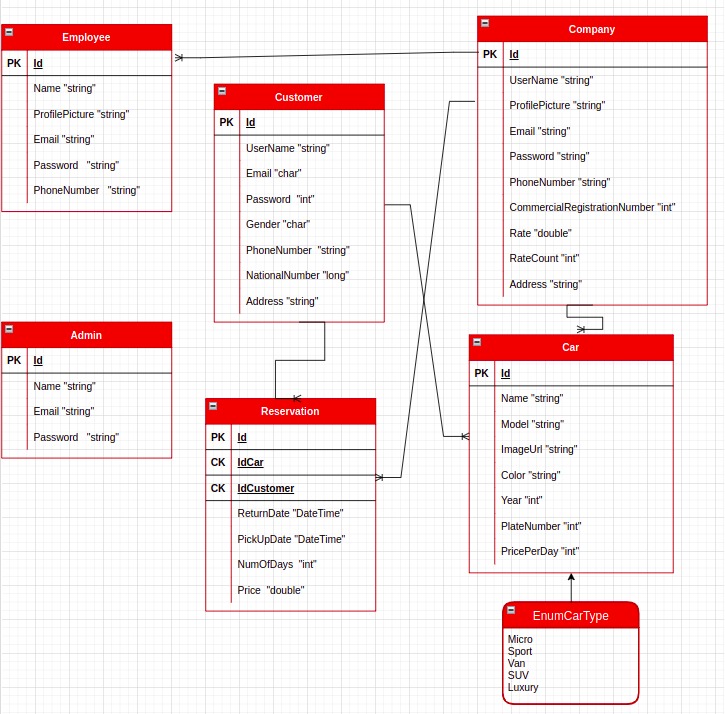 Employee
PK Id
Name "string"
ProfilePicture "string"
Email "string"
Password "string"
PhoneNumber "string"
Customer
PK Id
UserName "string"
Email "char"
Password "int"
Gender "char"
PhoneNumber "string"
NationalNumber "long"
Address "string"
Company
PK Id
UserName "string"
ProfilePicture "string"
Email "string"
Password "string"
PhoneNumber "string"
CommercialRegistrationNumber "int"
Rate "double"
RateCount "int"
Address "string"
Admin
PK Id
Name "string"
Email "string"
Password "string"
Reservation
PK Id
CK IdCar
CK IdCustomer
ReturnDate "DateTime"
PickUpDate "DateTime"
NumOfDays "int"
Price "double"
Car
PK Id
Name "string"
Model "string"
ImageUrl "string"
Color "string"
Year "int"
PlateNumber "int"
PricePerDay "int"
EnumCarType
Micro
Sport
Van
SUV
Luxury